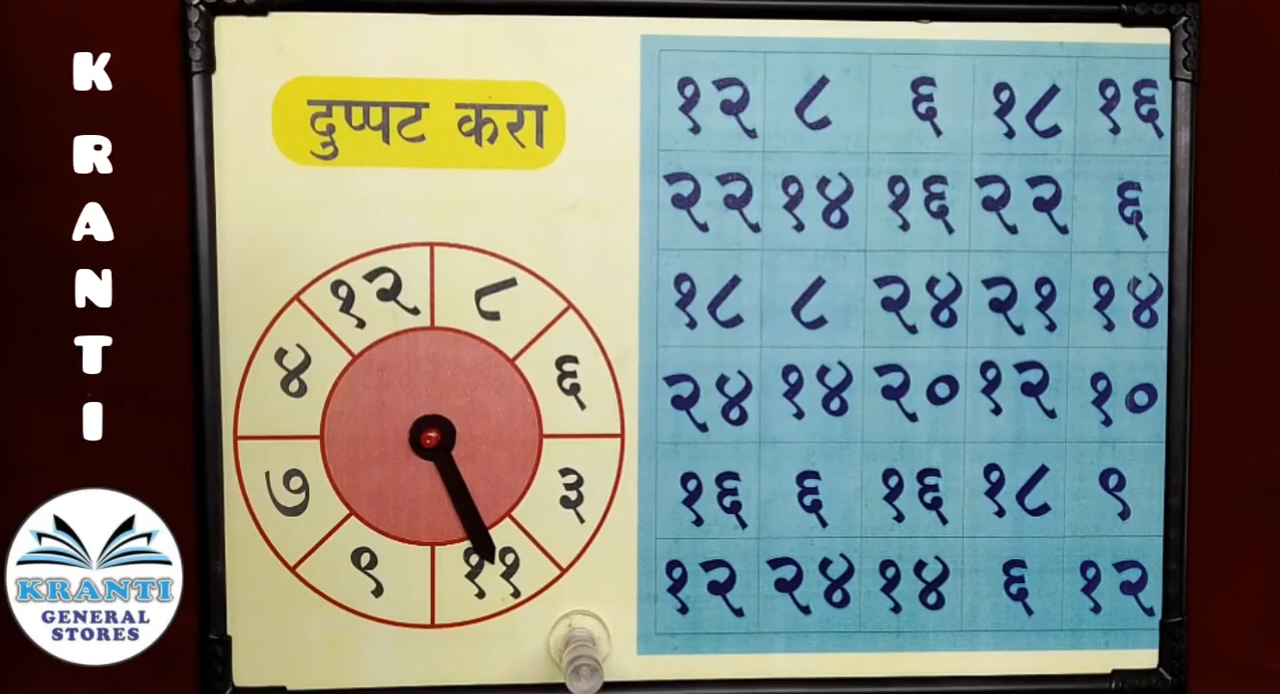 K
R
A
N
T
I
दुप्पट करा
१२ ८ ६ १८ १६
२२ १४ १६ २२ ६
१८ ८ २४ २१ १४
२४ १४ २० १२ १०
१६ ६ १६ १८ ९
१२ २४ १४ ६ १२
१२ ८
४ ६
७ ३
९ ११
KRANTI
GENERAL
STORES